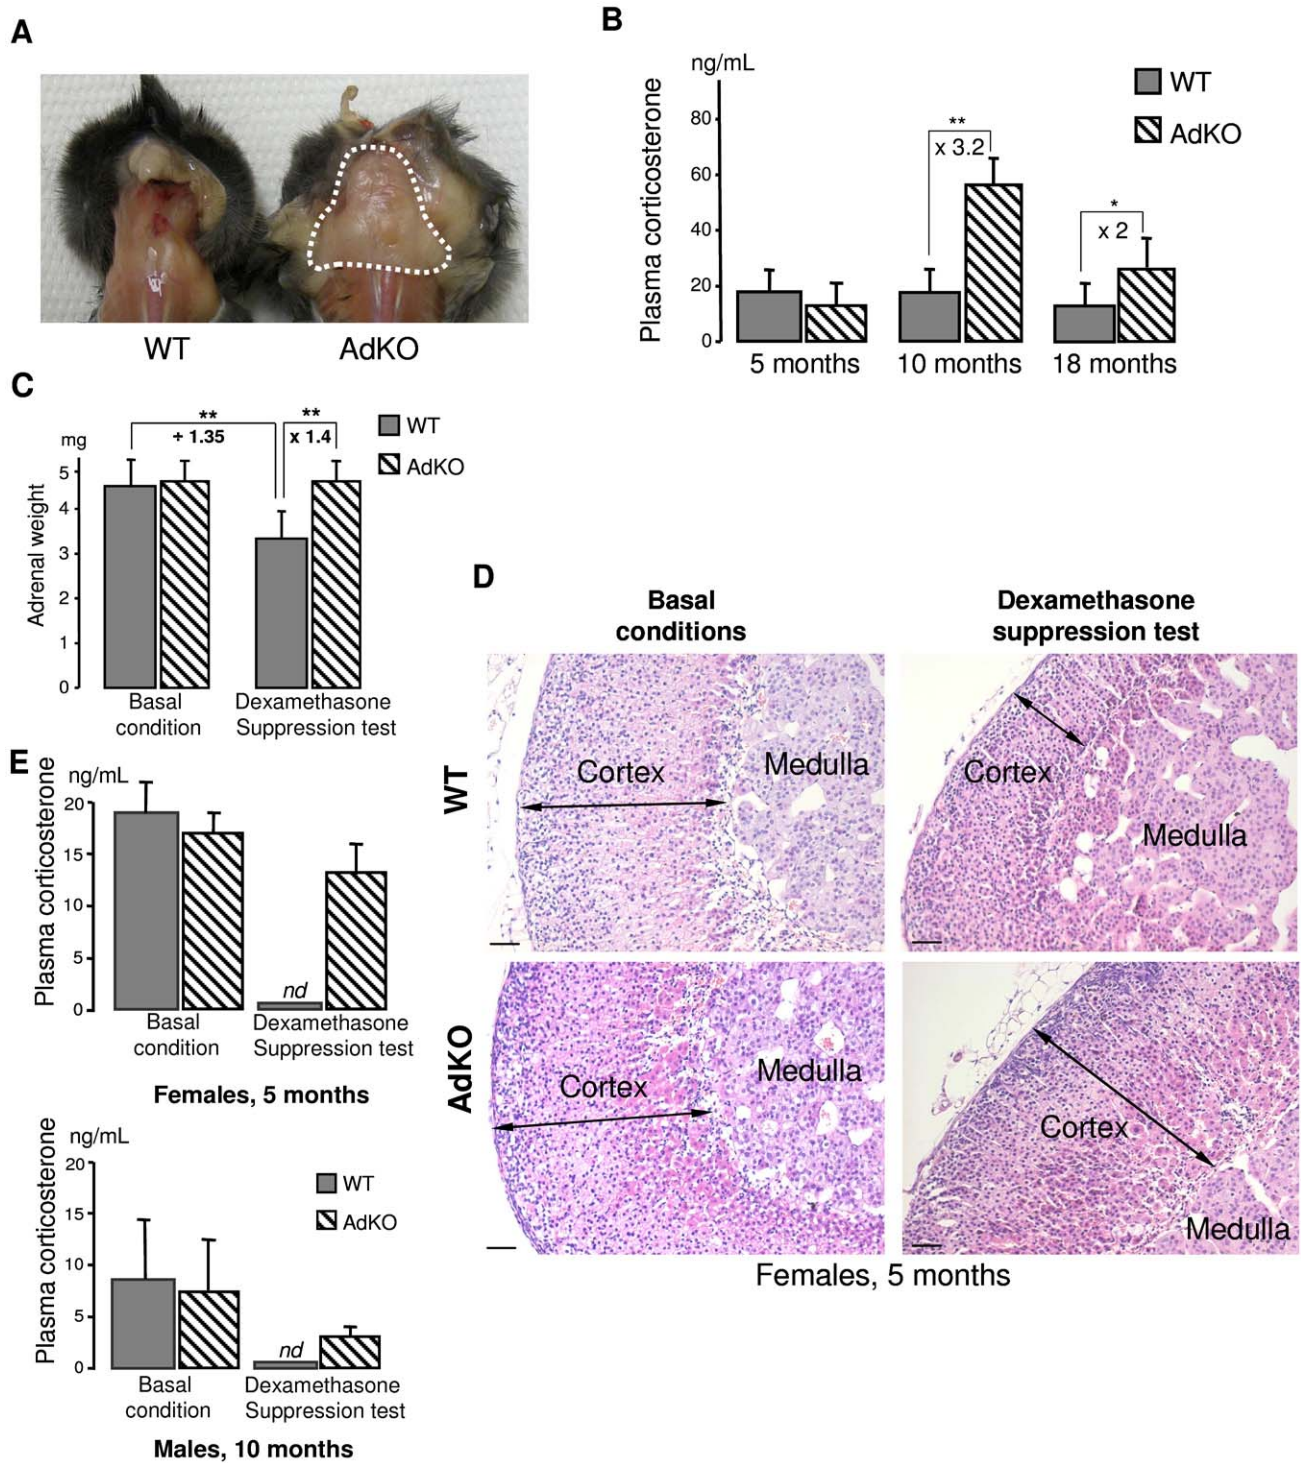 A
WT
AdKO
B
ng/mL
Plasma corticosterone
80
60
40
20
0
**
x 3.2
*
x 2
5 months
10 months
18 months
WT
AdKO
C
mg
Adrenal weight
5
4
3
2
1
0
**
÷ 1.35
**
x 1.4
WT
AdKO
Basal
condition
Dexamethasone
Suppression test
D
Basal
conditions
Dexamethasone
suppression test
WT
Cortex
Medulla
Cortex
Medulla
AdKO
Cortex
Medulla
Cortex
Medulla
Females, 5 months
E
ng/mL
Plasma corticosterone
20
15
10
5
0
nd
Basal
condition
Dexamethasone
Suppression test
Females, 5 months
ng/mL
Plasma corticosterone
20
15
10
5
0
nd
WT
AdKO
Basal
condition
Dexamethasone
Suppression test
Males, 10 months